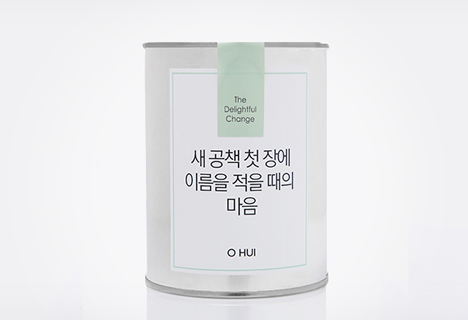 The
Delightful
Change
새 공책 첫 장에
이름을 적을 때의
마음
O HUI